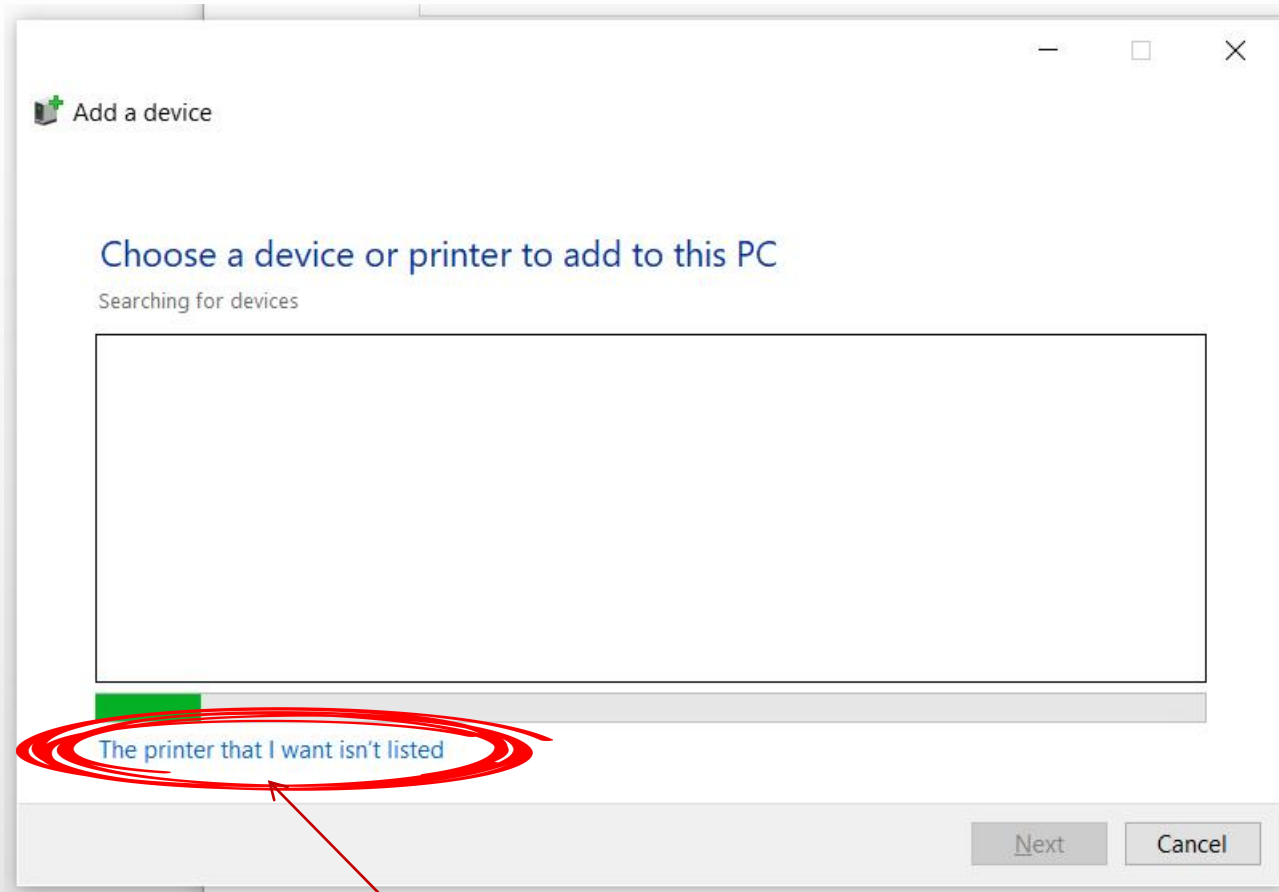 Add a device
Choose a device or printer to add to this PC
Searching for devices
The printer that I want isn't listed
Next
Cancel